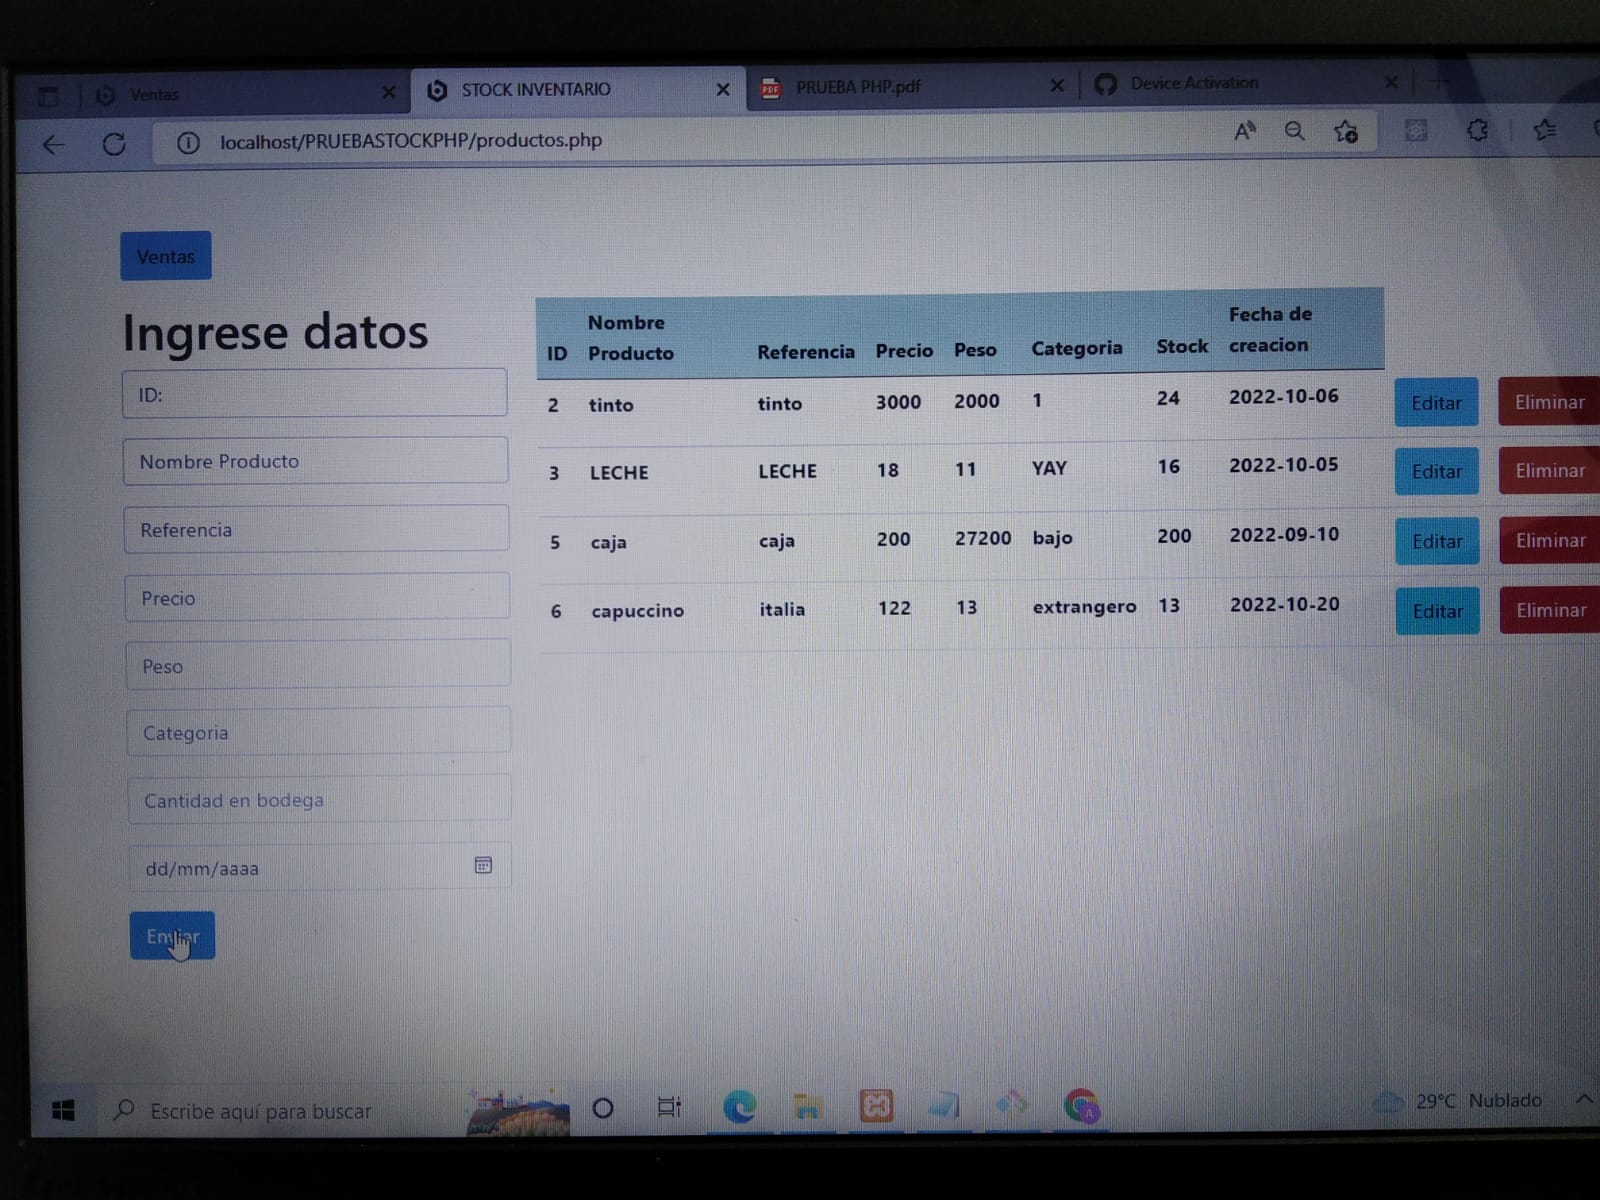 Ventas
STOCK INVENTARIO
PRUEBA PHP.pdf
Device Activation
localhost/PRUEBASTOCKPHP/productos.php
Ventas
Ingrese datos
ID:
Nombre Producto
Referencia
Precio
Peso
Categoria
Cantidad en bodega
dd/mm/aaaa
Enviar
ID Nombre Producto Referencia Precio Peso Categoria Stock Fecha de creacion
2 tinto tinto 3000 2000 1 24 2022-10-06 Editar Eliminar
3 LECHE LECHE 18 11 YAY 16 2022-10-05 Editar Eliminar
5 caja caja 200 27200 bajo 200 2022-09-10 Editar Eliminar
6 capuccino italia 122 13 extrangero 13 2022-10-20 Editar Eliminar
Escribe aquí para buscar
29°C Nublado